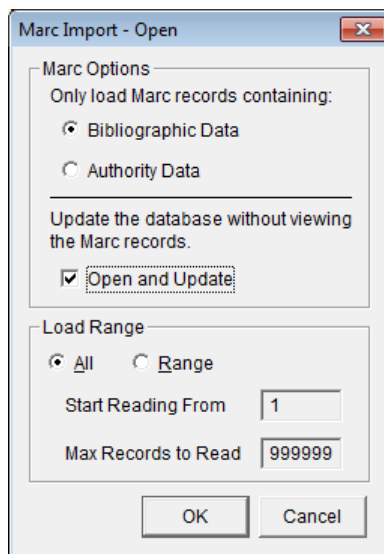 Marc Import - Open
Marc Options
Only load Marc records containing:
Bibliographic Data
Authority Data
Update the database without viewing
the Marc records.
Open and Update
Load Range
All Range
Start Reading From 1
Max Records to Read 999999
OK Cancel